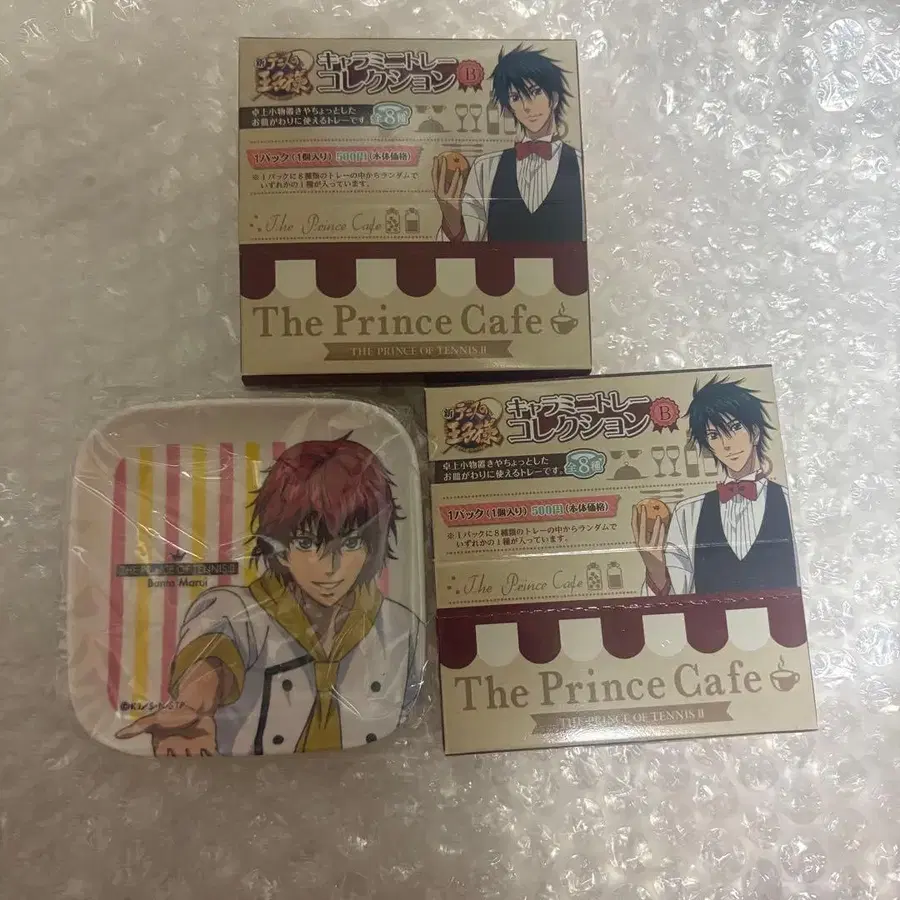 新テニスの王子様
キャラミニトレー
コレクション B
卓上小物置きやちょっとした
お皿がわりに使えるトレーです。 全8種
1パック(1個入り)500円(本体価格)
※1パックに8種類のトレーの中からランダムで
いずれかの1種が入っています。
The Prince Cafe
The Prince Cafe
THE PRINCE OF TENNIS II
新テニスの王子様
キャラミニトレー
コレクション B
卓上小物置きやちょっとした
お皿がわりに使えるトレーです。 全8種
1パック(1個入り)500円(本体価格)
※1パックに8種類のトレーの中からランダムで
いずれかの1種が入っています。
The Prince Cafe
The Prince Cafe
THE PRINCE OF TENNIS II
THE PRINCE OF TENNIS II
Bunta Marui